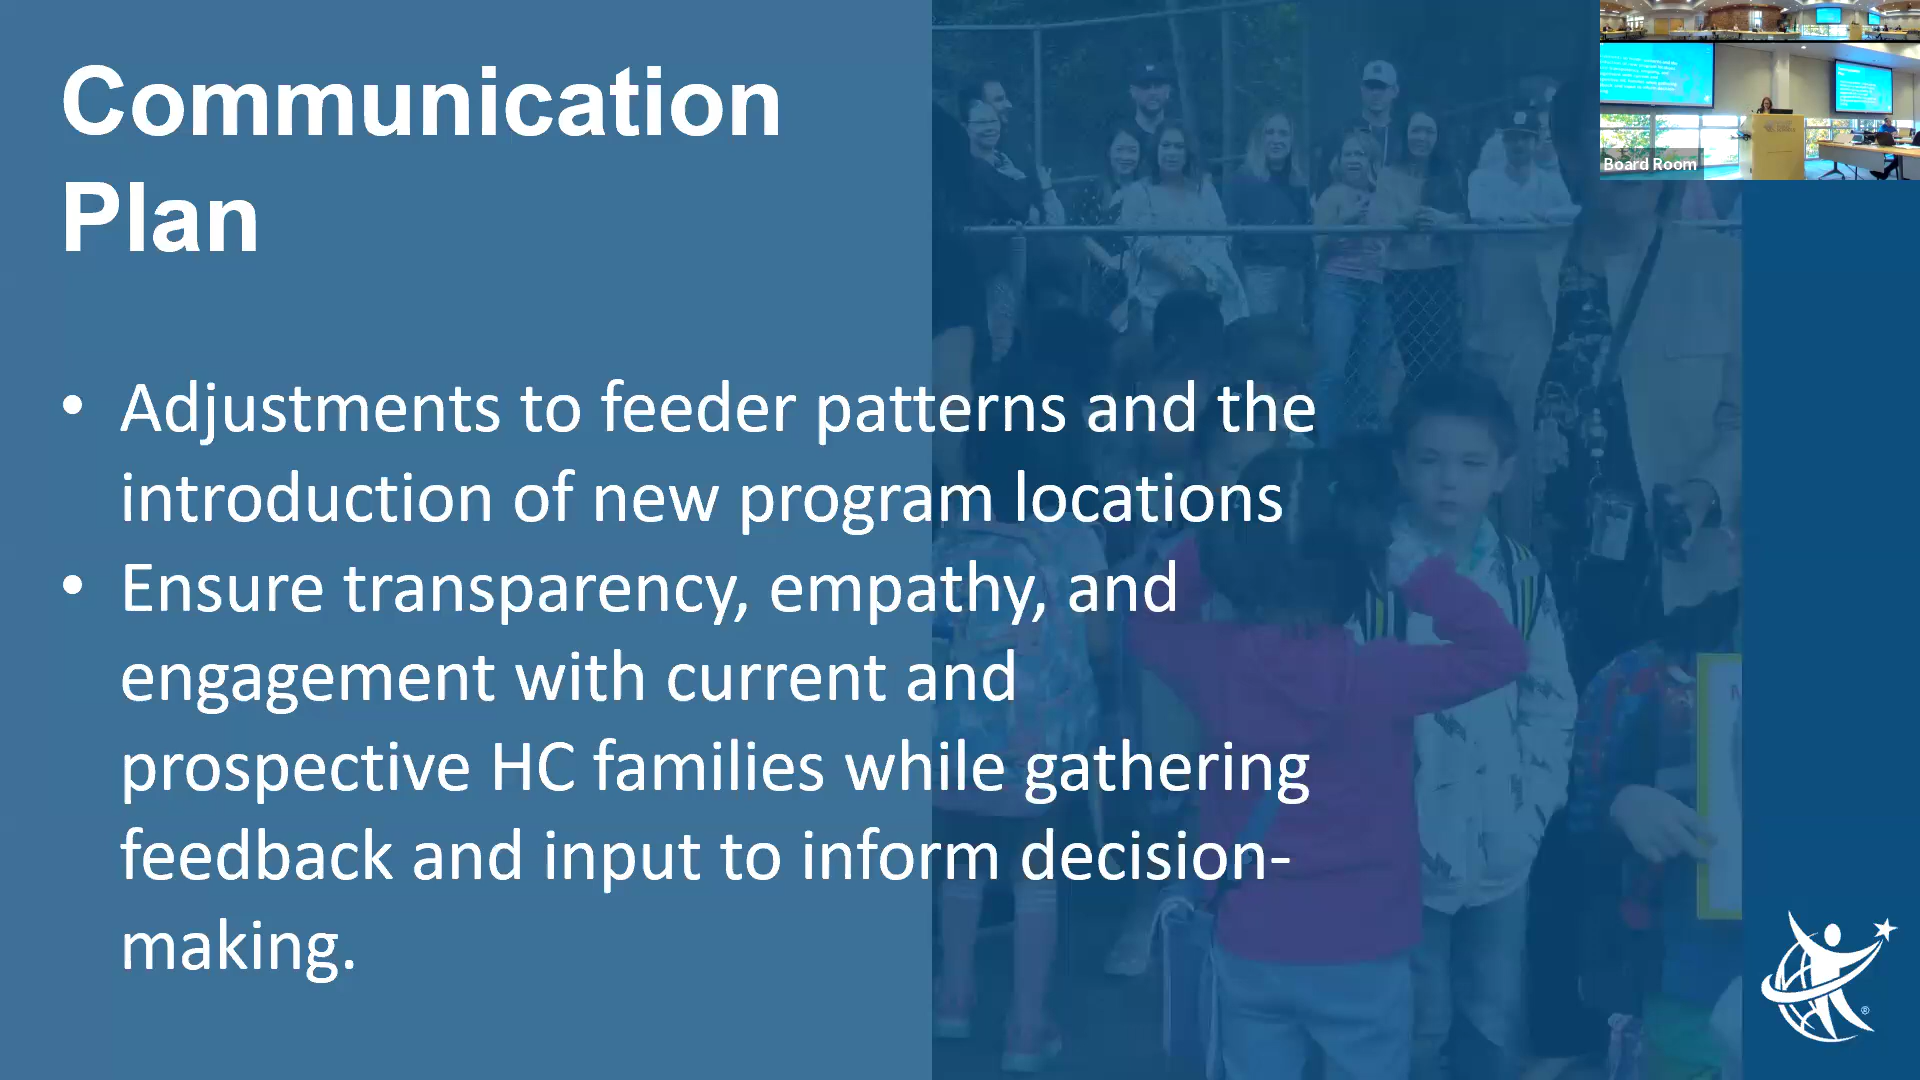 Communication
Plan
• Adjustments to feeder patterns and the
introduction of new program locations
• Ensure transparency, empathy, and
engagement with current and
prospective HC families while gathering
feedback and input to inform decision-
making.
Board Room
®